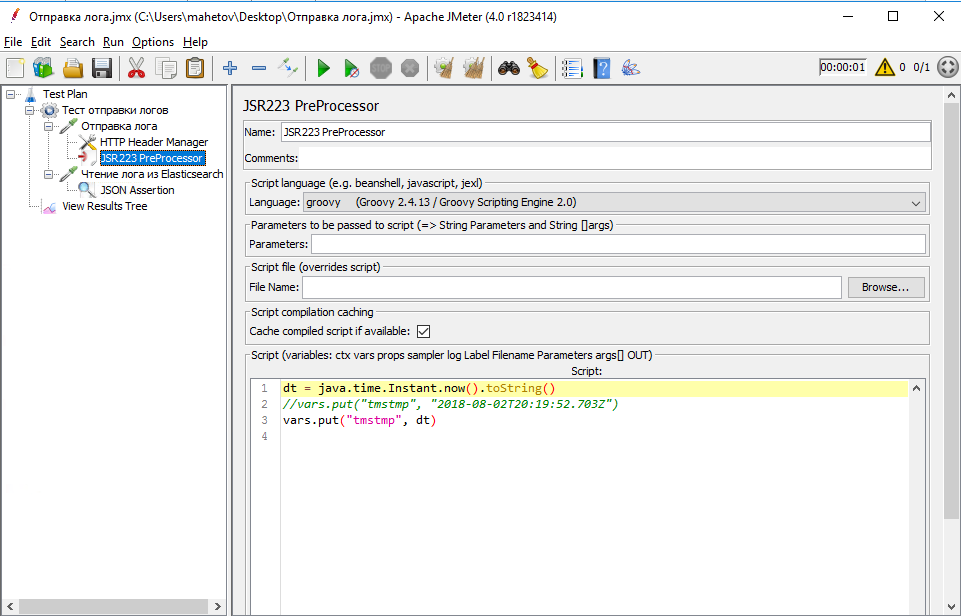 Отправка лога.jmx (C:\Users\mahetov\Desktop\Отправка лога.jmx) - Apache JMeter (4.0 r1823414)
File Edit Search Run Options Help
STOP 00:00:01 0 0/1
Test Plan
Тест отправки логов
Отправка лога
HTTP Header Manager
JSR223 PreProcessor
Чтение лога из Elasticsearch
JSON Assertion
View Results Tree
JSR223 PreProcessor
Name: JSR223 PreProcessor
Comments:
Script language (e.g. beanshell, javascript, jexl)
Language: groovy (Groovy 2.4.13 / Groovy Scripting Engine 2.0)
Parameters to be passed to script (=> String Parameters and String []args)
Parameters:
Script file (overrides script)
File Name: Browse...
Script compilation caching
Cache compiled script if available:
Script (variables: ctx vars props sampler log Label Filename Parameters args[] OUT)
Script:
1 dt = java.time.Instant.now().toString()
2 //vars.put("tmstmp", "2018-08-02T20:19:52.703Z")
3 vars.put("tmstmp", dt)
4